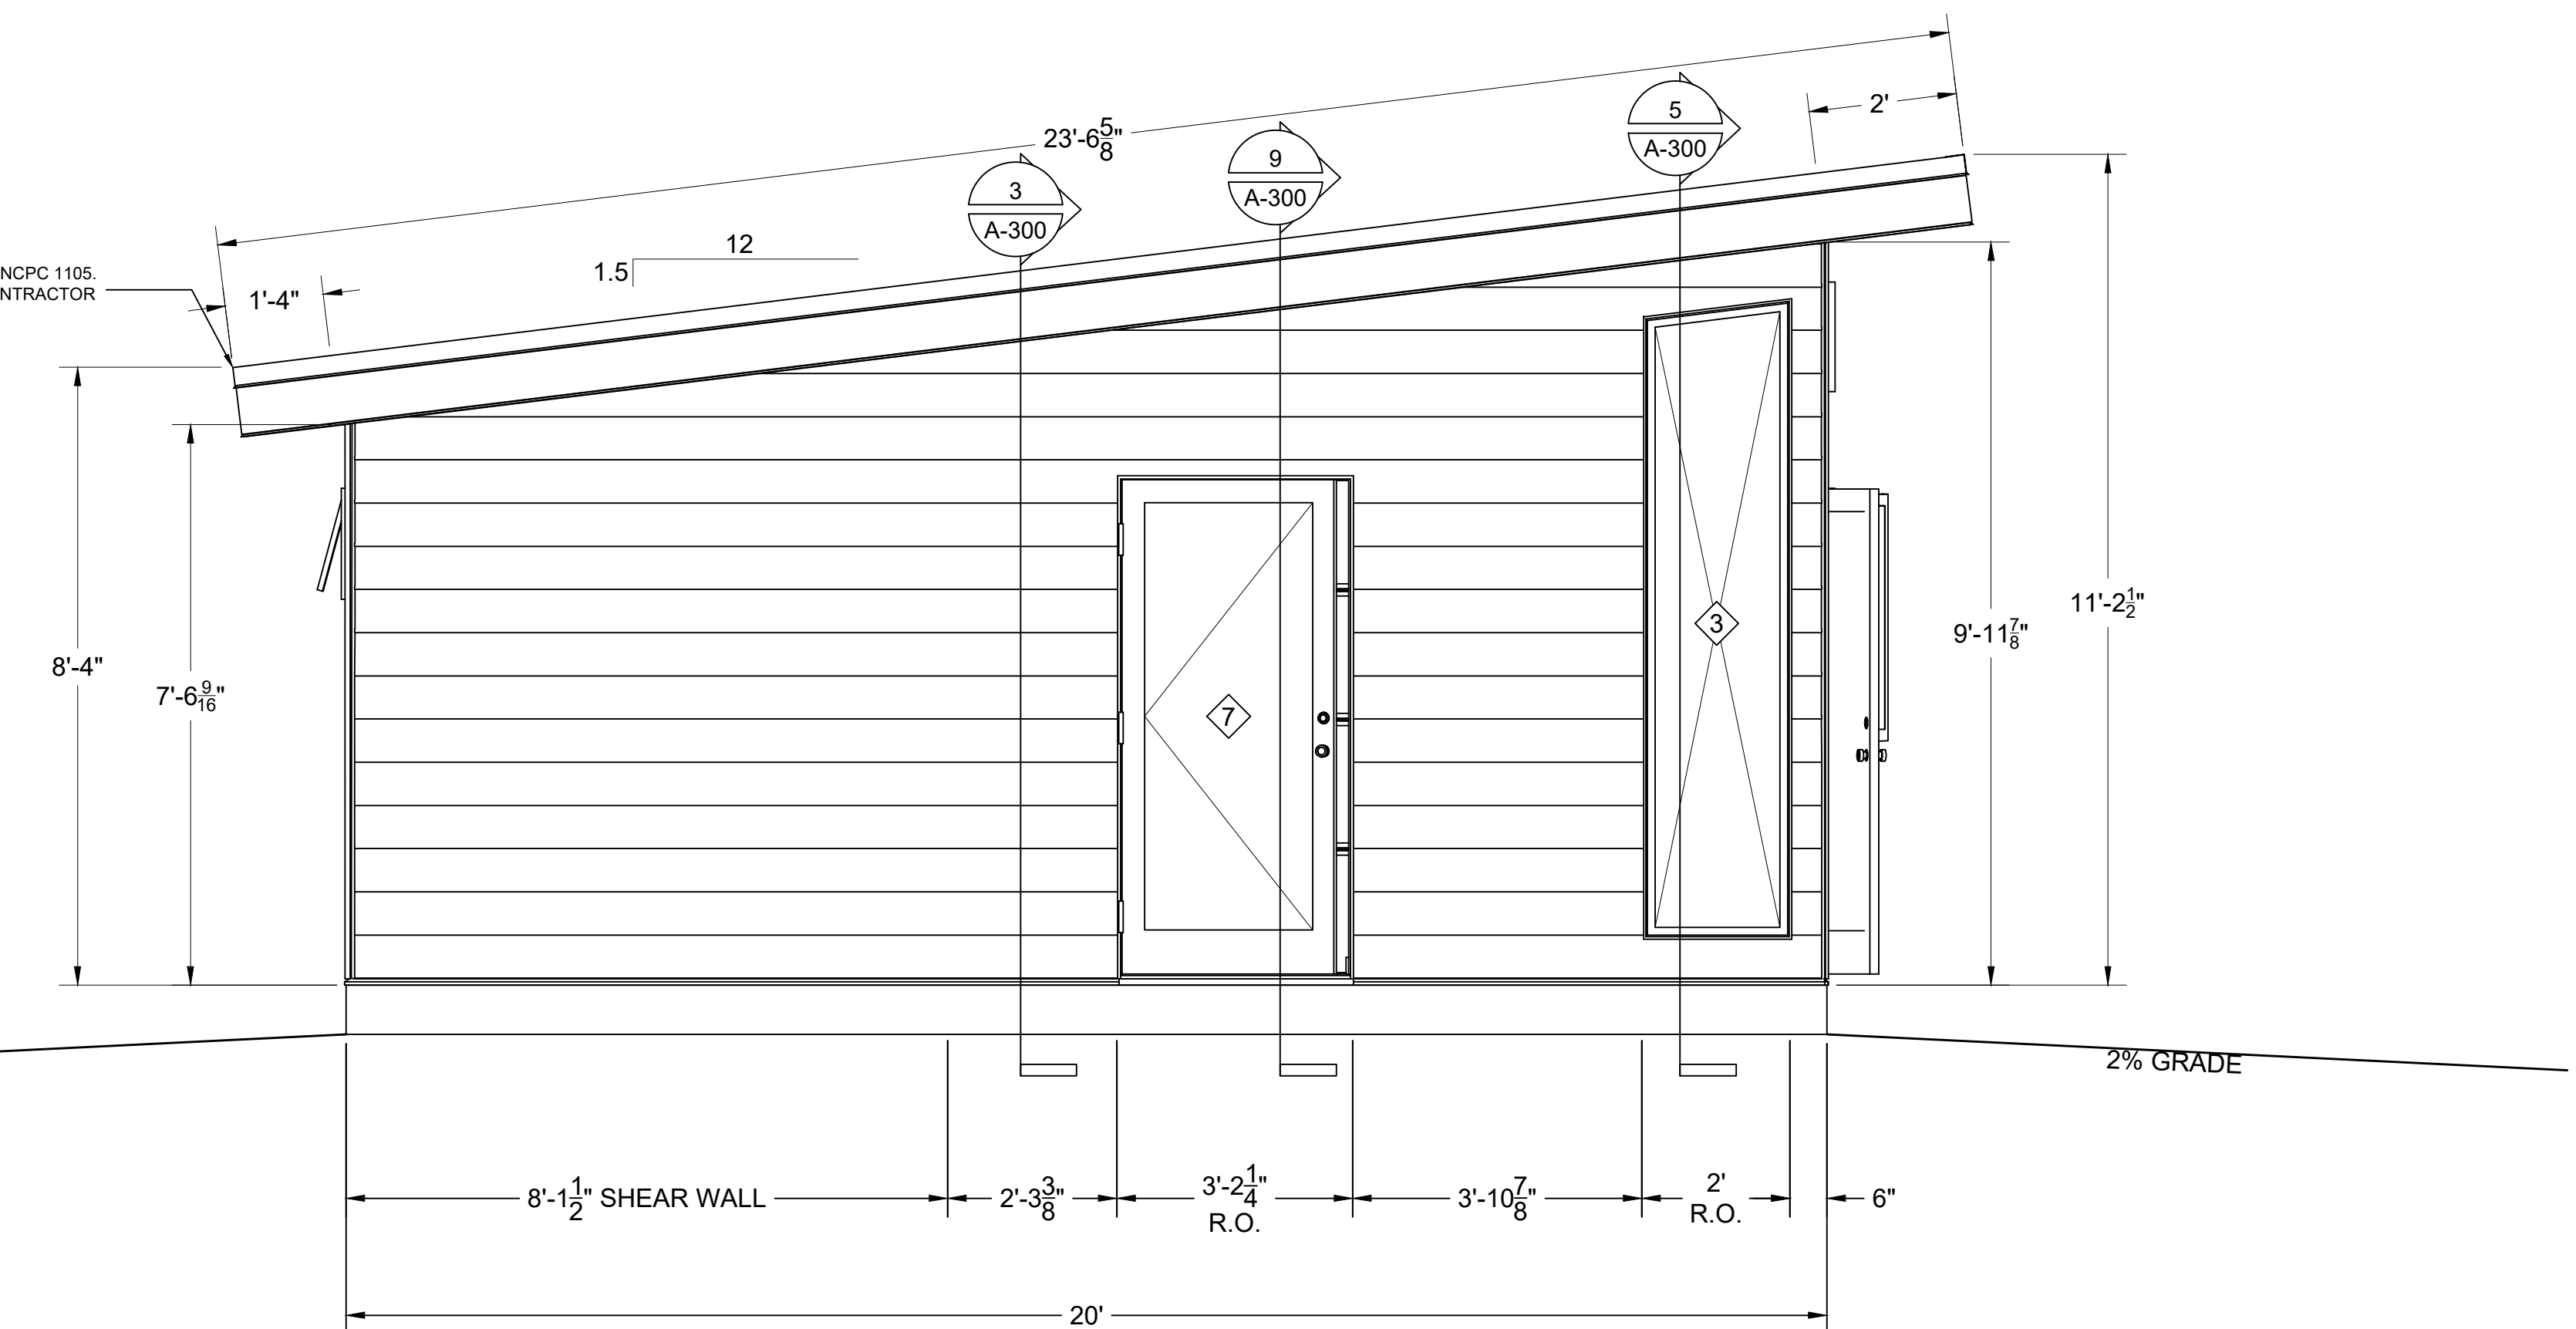 23'-6 5/8"
2'
5
A-300
9
A-300
3
A-300
12
1.5
NCPC 1105.
NTRACTOR
1'-4"
8'-4"
7'-6 9/16"
11'-2 1/2"
9'-11 7/8"
3
7
2% GRADE
8'-1 1/2" SHEAR WALL
2'-3 3/8"
3'-2 1/4"
R.O.
3'-10 7/8"
2'
R.O.
6"
20'